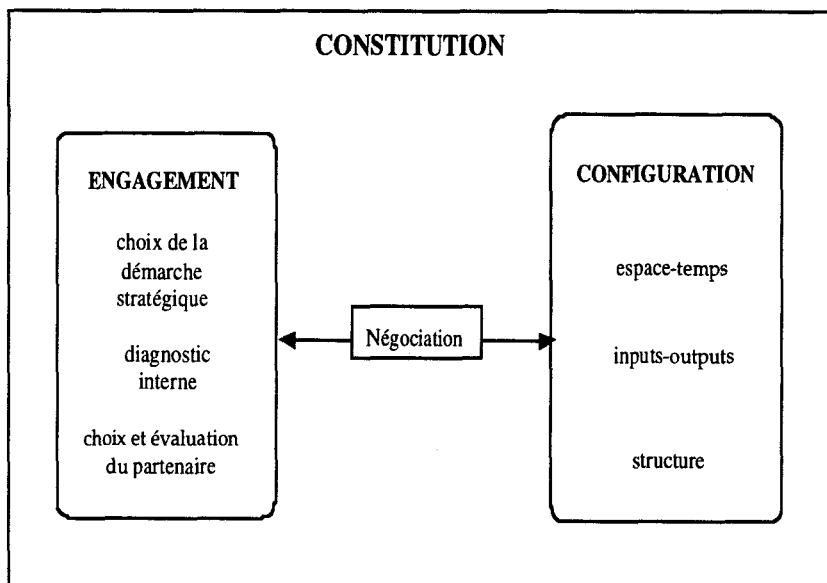 CONSTITUTION
ENGAGEMENT
choix de la
démarche
stratégique
diagnostic
interne
choix et évaluation
du partenaire
Négociation
CONFIGURATION
espace-temps
inputs-outputs
structure